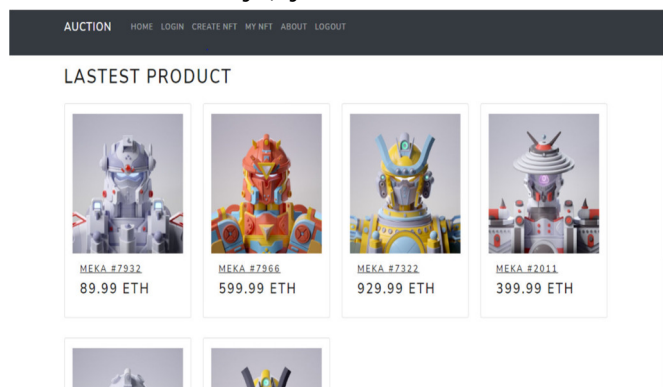 AUCTION HOME LOGIN CREATE NFT MY NFT ABOUT LOGOUT
LASTEST PRODUCT
MEKA #7932
89.99 ETH
MEKA #7966
599.99 ETH
MEKA #7322
929.99 ETH
MEKA #2011
399.99 ETH